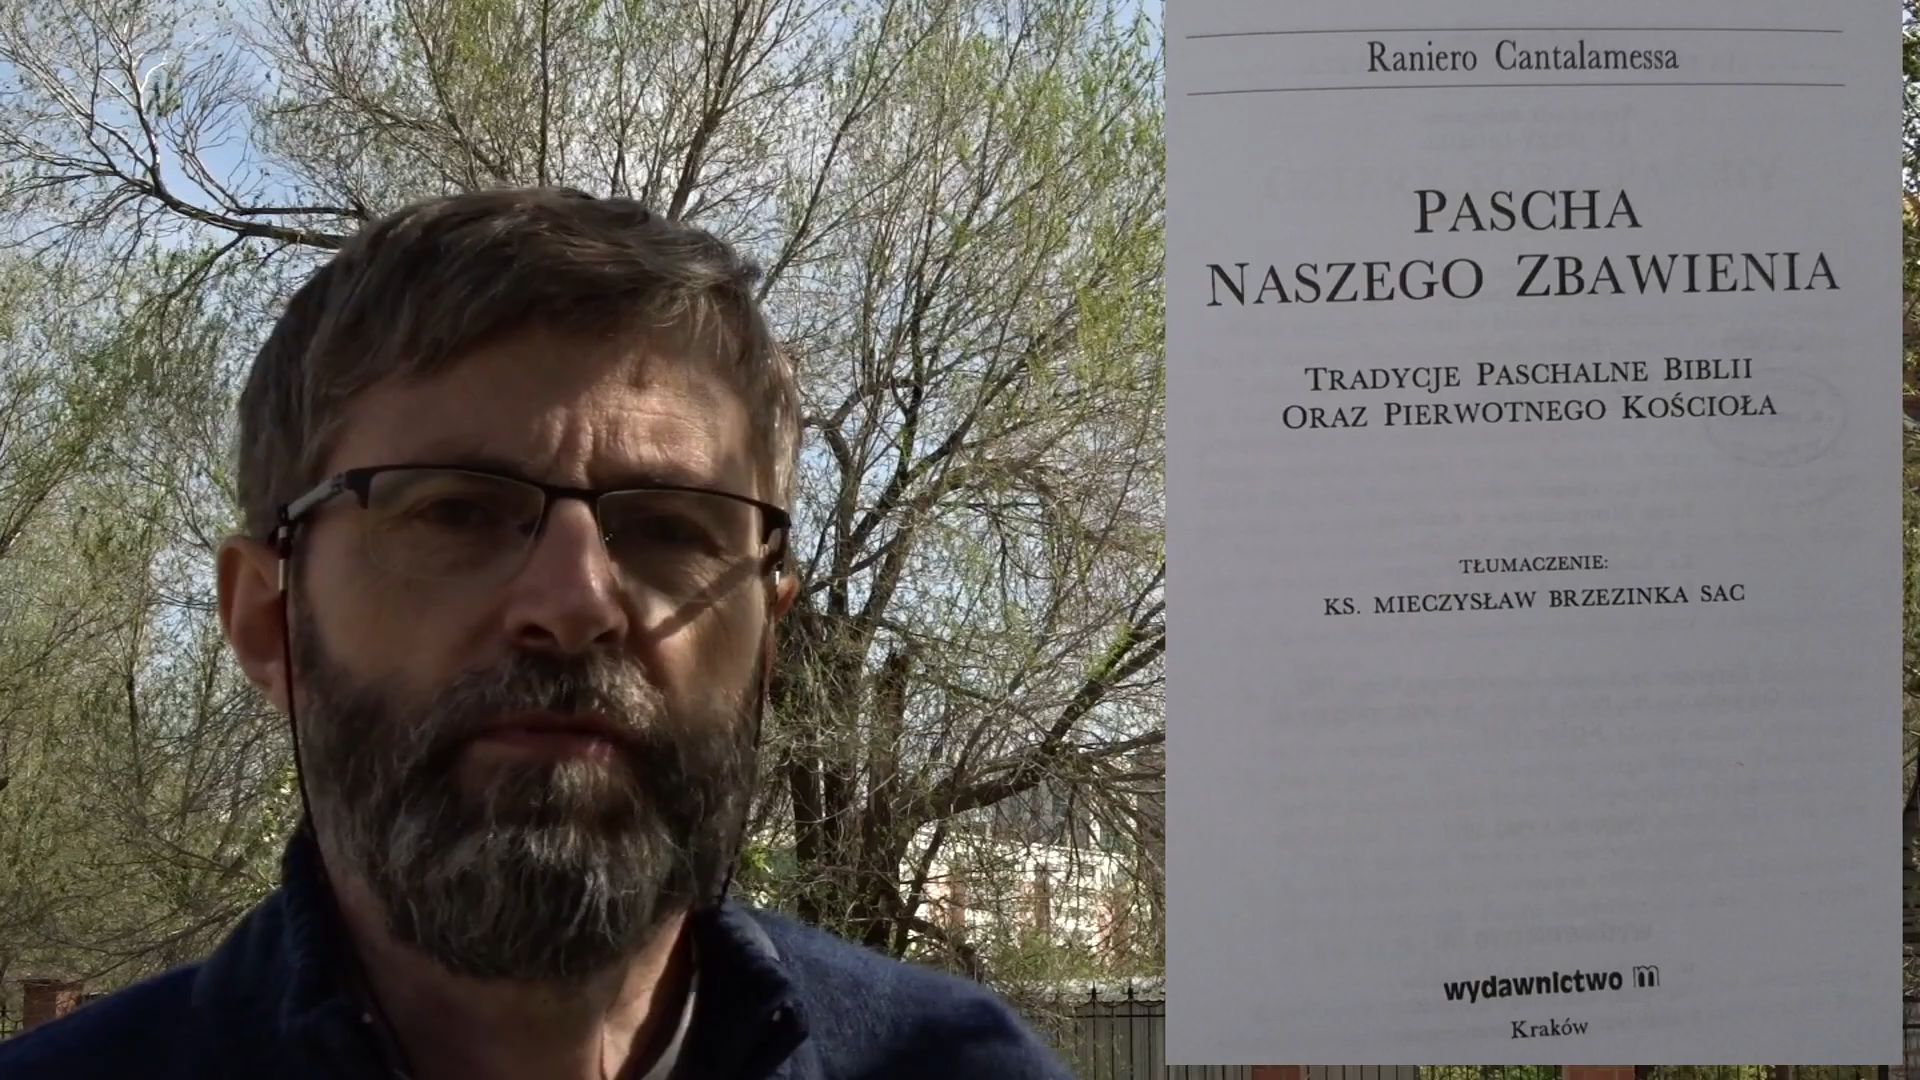 Raniero Cantalamessa
PASCHA
NASZEGO ZBAWIENIA
TRADYCJE PASCHALNE BIBLII
ORAZ PIERWOTNEGO KOŚCIOŁA
TŁUMACZENIE:
KS. MIECZYSŁAW BRZEZINKA SAC
wydawnictwo m
Kraków